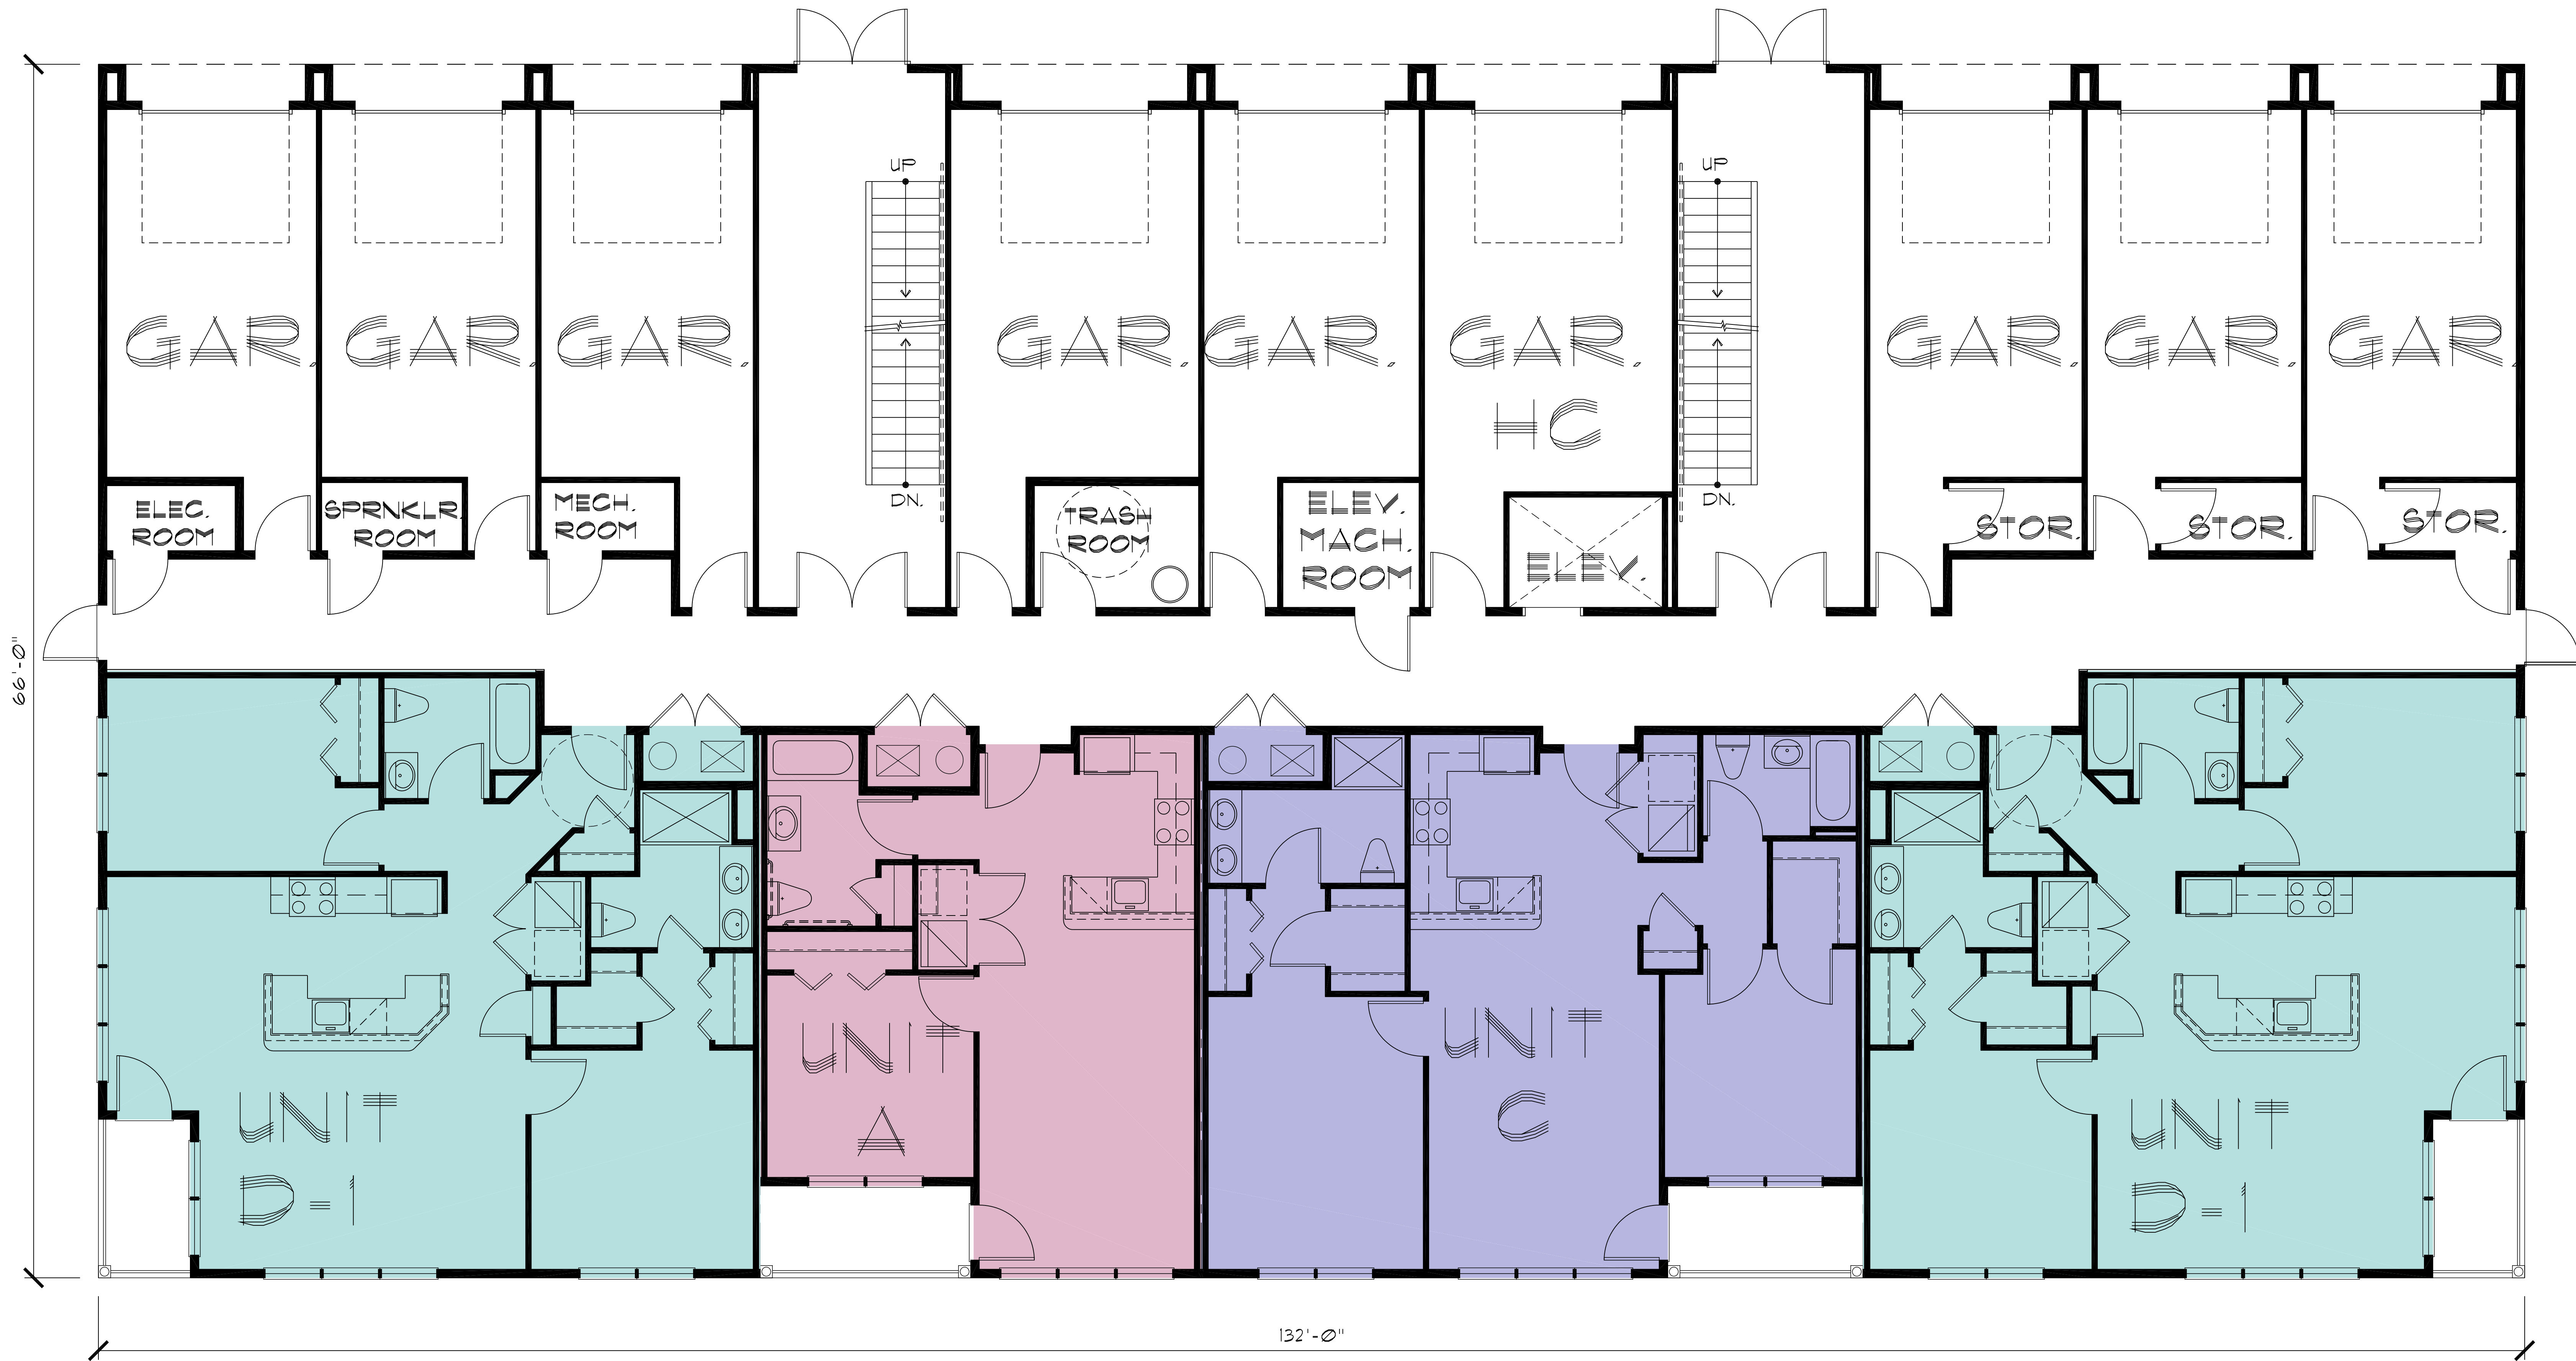 UP
UP
GAR.
GAR.
GAR.
GAR.
GAR.
GAR.
HC
GAR.
GAR.
GAR.
DN.
DN.
ELEC.
ROOM
SPRNKLR.
ROOM
MECH.
ROOM
TRASH
ROOM
ELEV.
MACH.
ROOM
ELEV.
STOR.
STOR.
STOR.
66'-0"
UNIT
D-1
UNIT
A
UNIT
C
UNIT
D-1
132'-0"